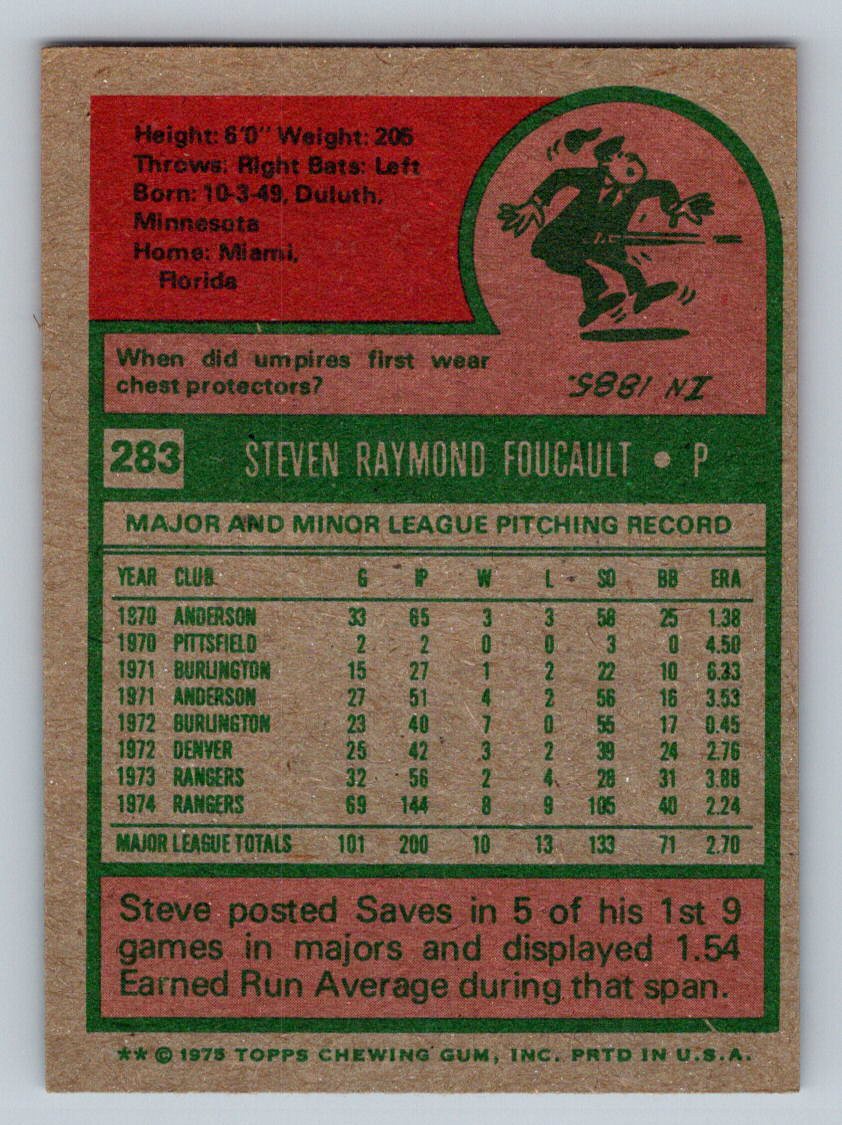 Height: 6'0" Weight: 205
Throws: Right Bats: Left
Born: 10-3-49, Duluth,
Minnesota
Home: Miami,
Florida
When did umpires first wear
chest protectors?
IN 1885.
283 STEVEN RAYMOND FOUCAULT • P
MAJOR AND MINOR LEAGUE PITCHING RECORD
YEAR CLUB G IP W L SO BB ERA
1970 ANDERSON 33 65 3 3 58 25 1.38
1970 PITTSFIELD 2 2 0 0 3 0 4.50
1971 BURLINGTON 15 27 1 2 22 10 6.33
1971 ANDERSON 27 51 4 2 56 16 3.53
1972 BURLINGTON 23 40 7 0 55 17 0.45
1972 DENVER 25 42 3 2 39 24 2.76
1973 RANGERS 32 56 2 4 28 31 3.88
1974 RANGERS 69 144 8 9 105 40 2.24
MAJOR LEAGUE TOTALS 101 200 10 13 133 71 2.70
Steve posted Saves in 5 of his 1st 9
games in majors and displayed 1.54
Earned Run Average during that span.
** © 1975 TOPPS CHEWING GUM, INC. PRTD IN U.S.A.